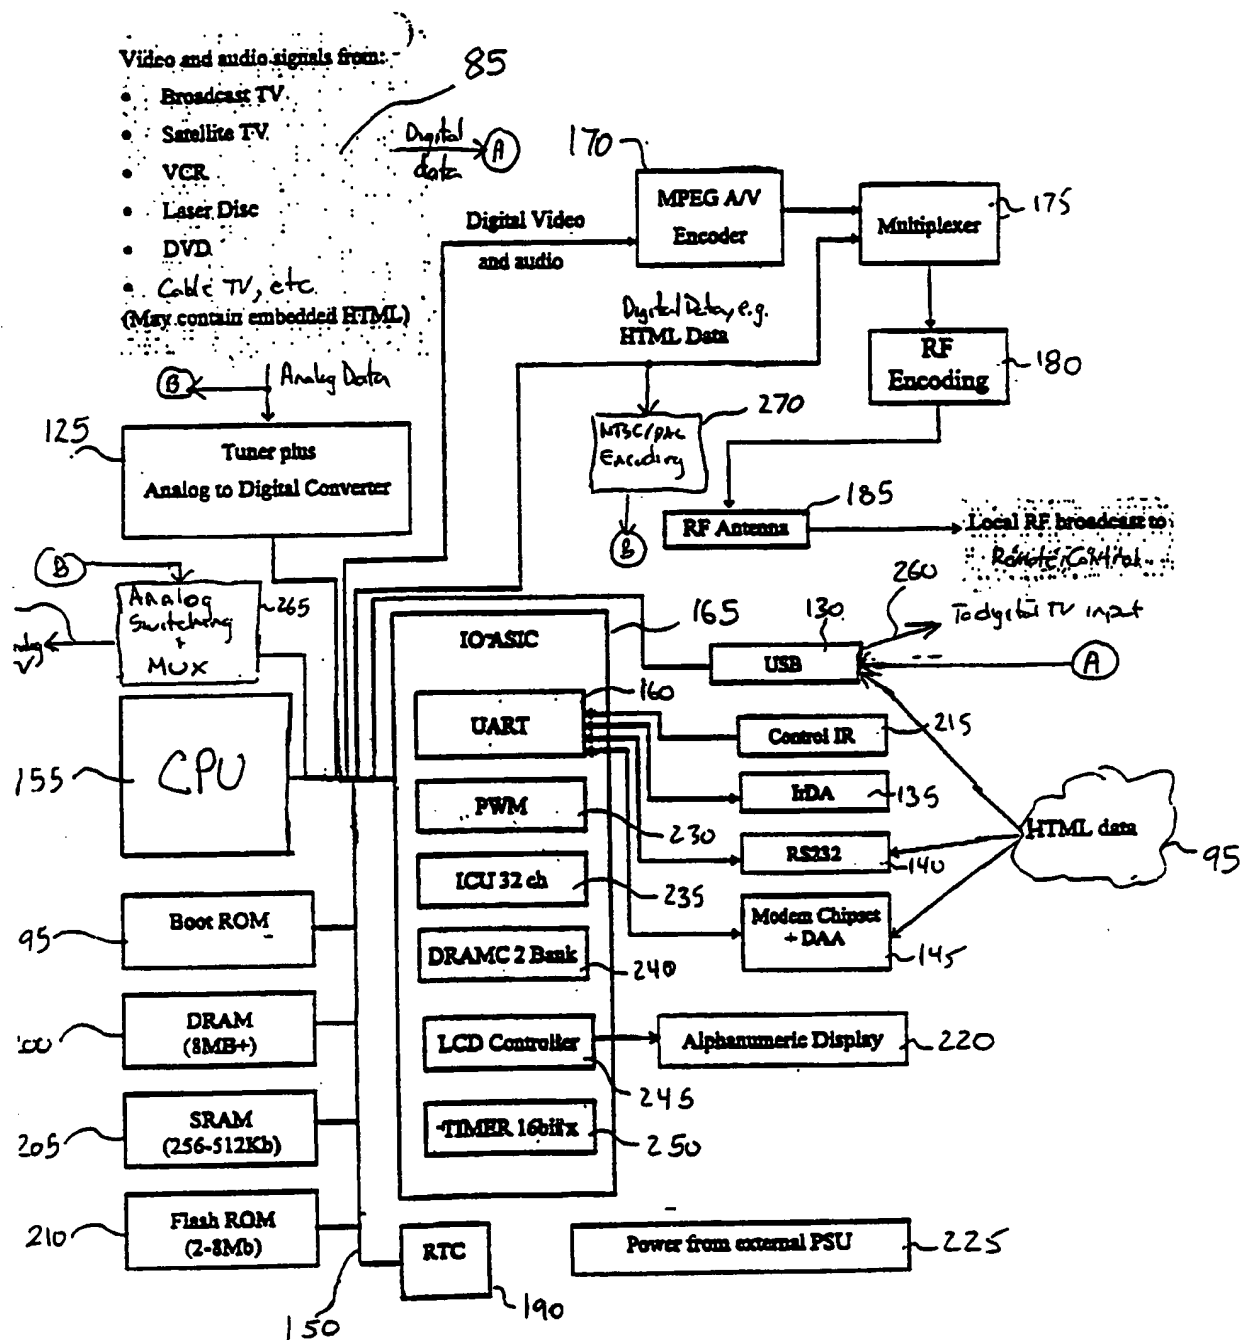 Video and audio signals from:
• Broadcast TV
• Satellite TV
• VCR
• Laser Disc
• DVD
• Cable TV, etc.
(May contain embedded HTML)
85
Digital
data
A
170
MPEG A/V
Encoder
Multiplexer
175
Digital Video
and audio
Digital Data, e.g.
HTML Data
RF
Encoding
180
B
Analog Data
125
Tuner plus
Analog to Digital Converter
270
NTSC/PAL
Encoding
B
185
RF Antenna
Local RF broadcast to
Remote Control
B
Analog
Switching
+
MUX
265
260
To digital TV input
165
130
IO ASIC
USB
A
155
CPU
160
UART
Control IR
215
IrDA
135
PWM
230
RS232
140
HTML data
95
ICU 32 ch
235
Modem Chipset
+ DAA
145
95
Boot ROM
DRAMC 2 Bank
240
DRAM
(8MB+)
LCD Controller
245
Alphanumeric Display
220
205
SRAM
(256-512Kb)
TIMER 16bit
250
210
Flash ROM
(2-8Mb)
RTC
190
Power from external PSU
225
150